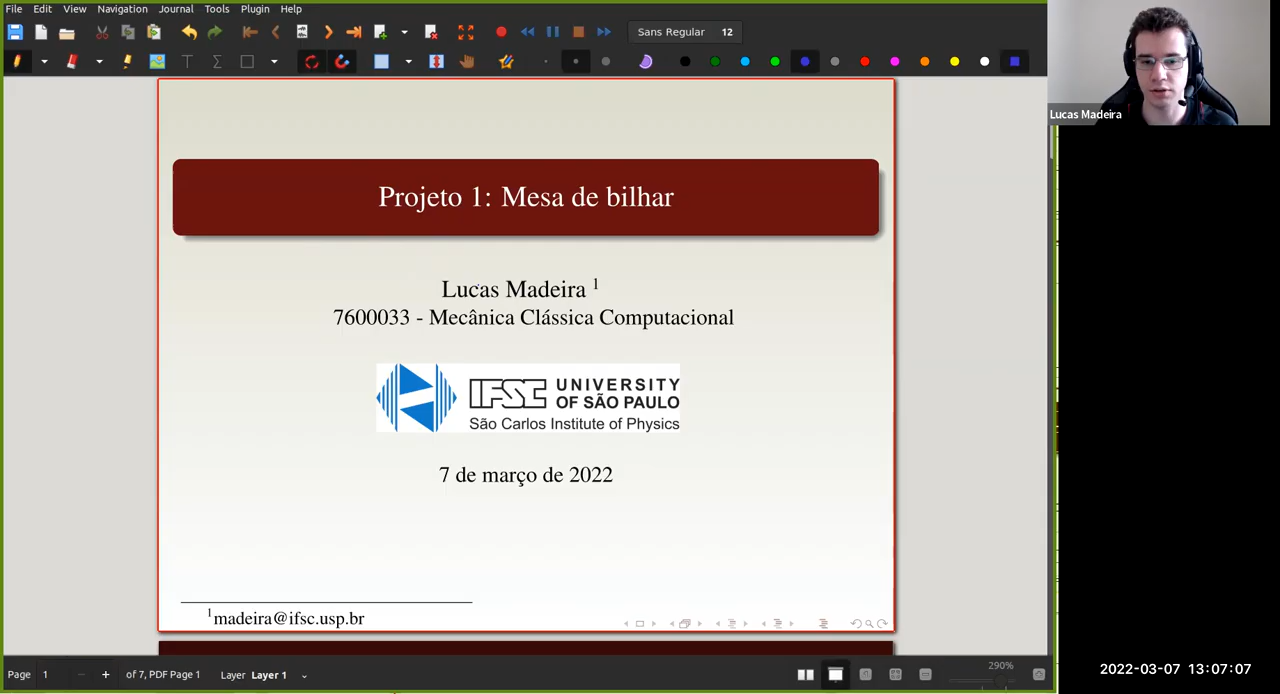 File Edit View Navigation Journal Tools Plugin Help
Sans Regular 12
Projeto 1: Mesa de bilhar
Lucas Madeira 1
7600033 - Mecânica Clássica Computacional
IFSC UNIVERSITY
OF SÃO PAULO
São Carlos Institute of Physics
7 de março de 2022
1madeira@ifsc.usp.br
Page 1 of 7, PDF Page 1 Layer Layer 1
290%
Lucas Madeira
2022-03-07 13:07:07